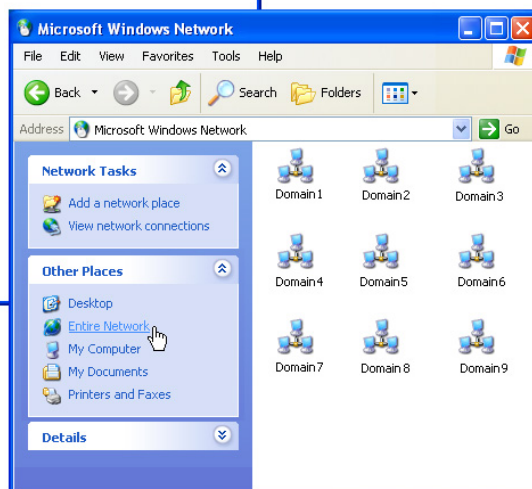 Microsoft Windows Network
File Edit View Favorites Tools Help
Back Search Folders
Address Microsoft Windows Network Go
Network Tasks
Add a network place
View network connections
Other Places
Desktop
Entire Network
My Computer
My Documents
Printers and Faxes
Details
Domain1 Domain2 Domain3
Domain4 Domain5 Domain6
Domain7 Domain8 Domain9